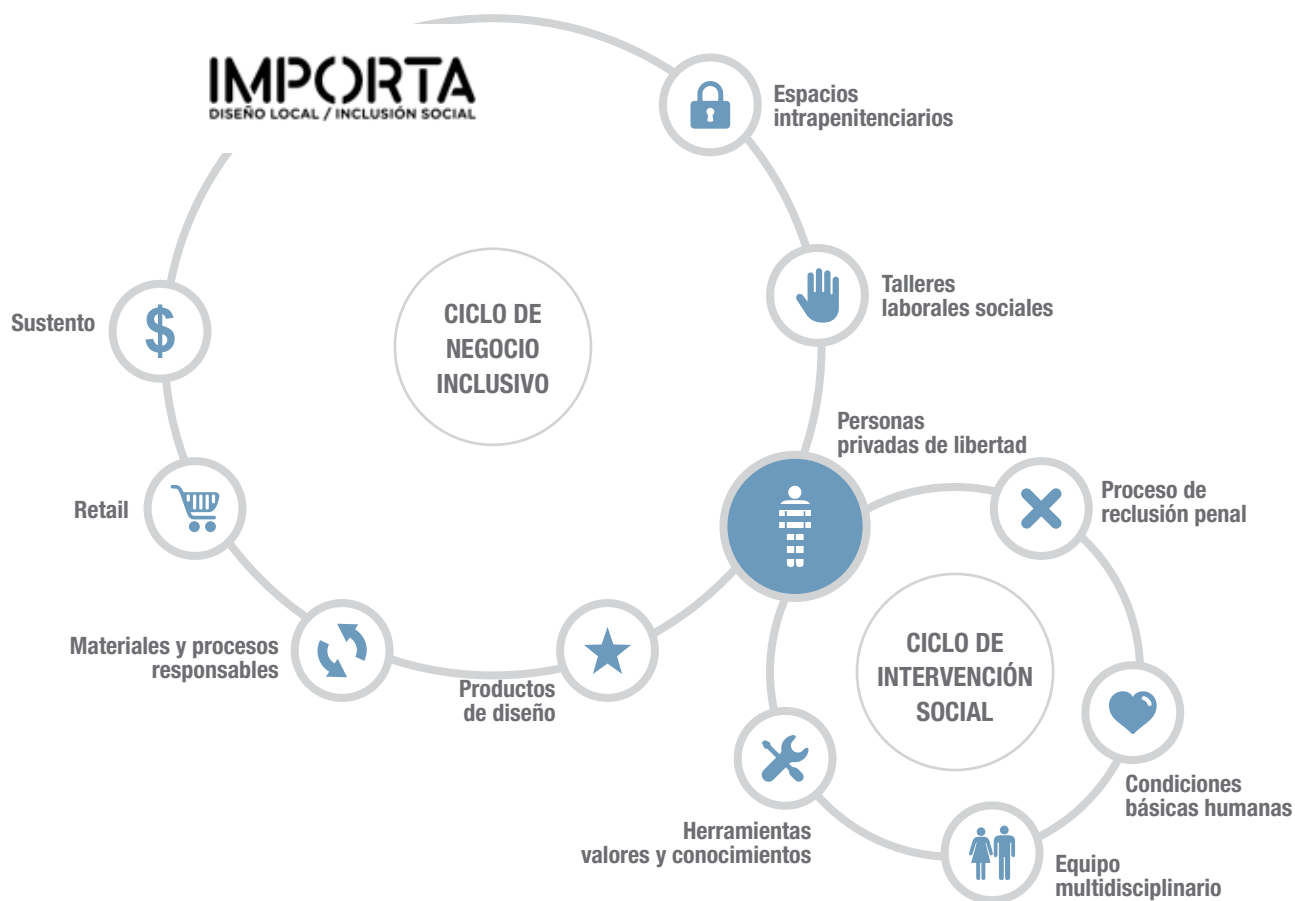 IMPORTA
DISEÑO LOCAL / INCLUSIÓN SOCIAL
Espacios
intrapenitenciarios
Talleres
laborales sociales
Sustento
$
CICLO DE
NEGOCIO
INCLUSIVO
Personas
privadas de libertad
Retail
Proceso de
reclusión penal
Materiales y procesos
responsables
Productos
de diseño
CICLO DE
INTERVENCIÓN
SOCIAL
Condiciones
básicas humanas
Herramientas
valores y conocimientos
Equipo
multidisciplinario